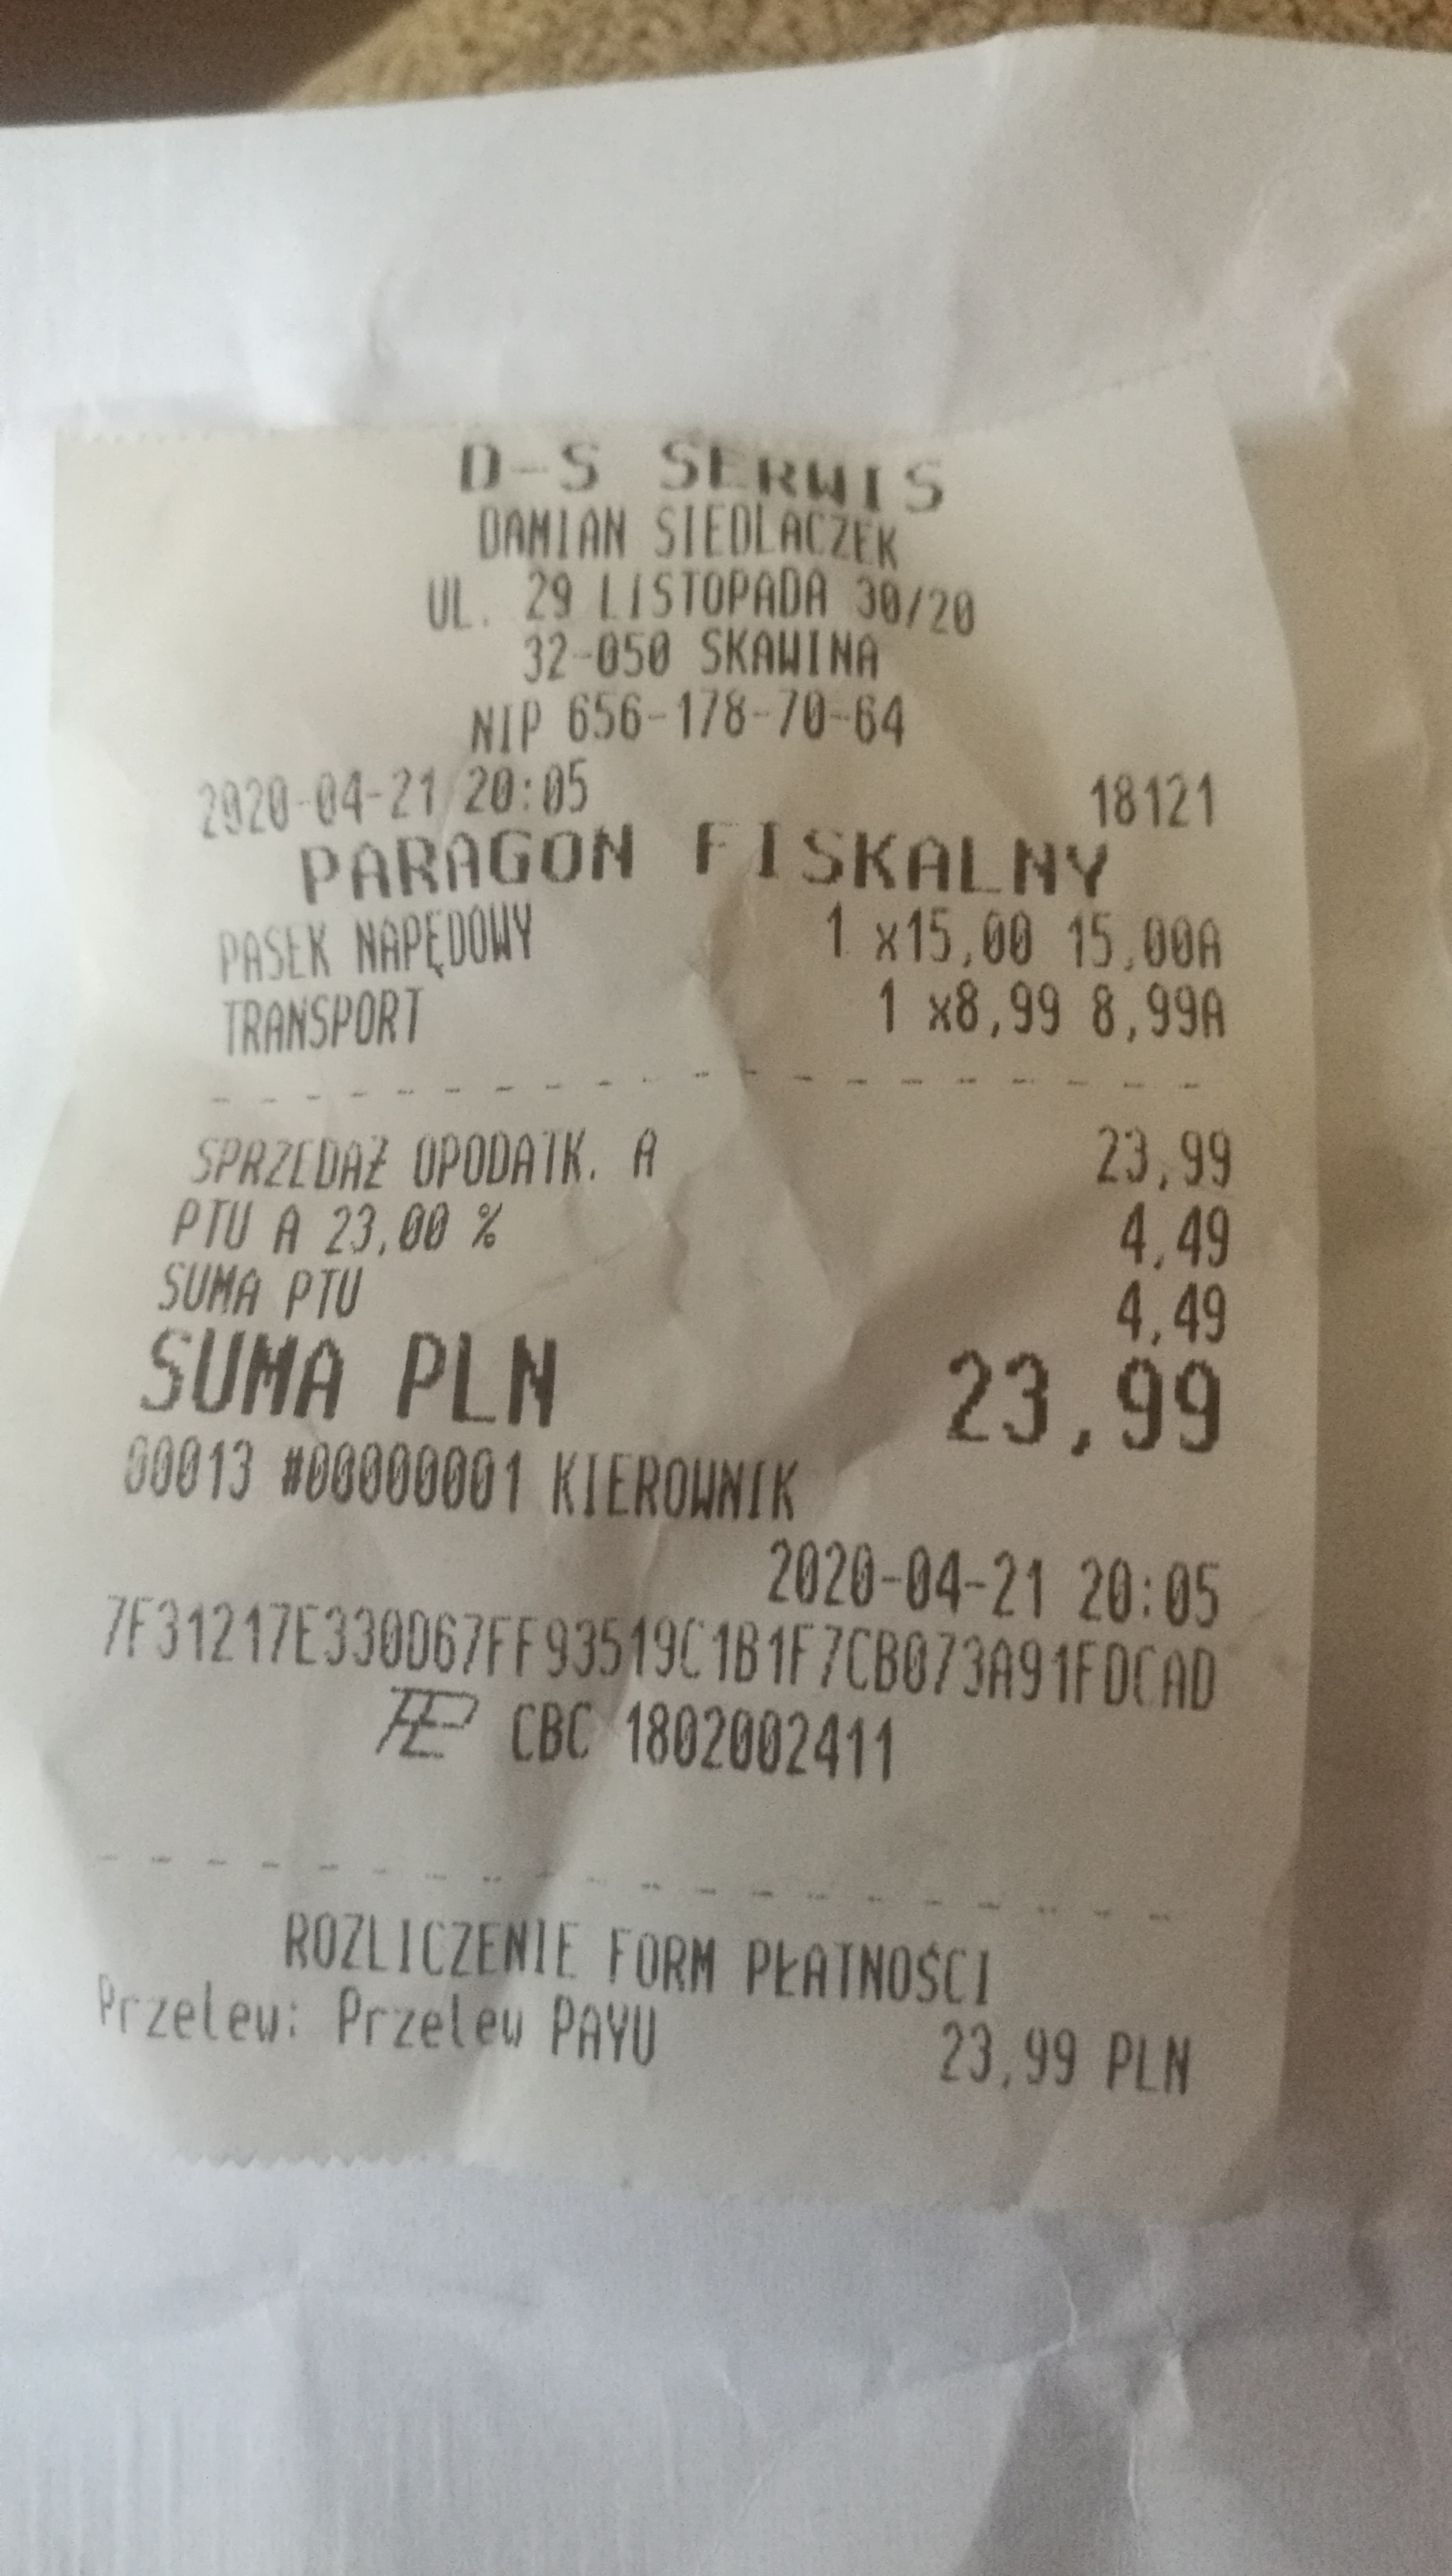 D-S SERWIS
DAMIAN SIEDLACZEK
UL. 29 LISTOPADA 30/20
32-050 SKAWINA
NIP 656-178-70-64
2020-04-21 20:05 18121
PARAGON FISKALNY
PASEK NAPĘDOWY 1 x15,00 15,00A
TRANSPORT 1 x8,99 8,99A
SPRZEDAŻ OPODATK. A 23,99
PTU A 23,00 % 4,49
SUMA PTU 4,49
SUMA PLN 23,99
00013 #00000001 KIEROWNIK
2020-04-21 20:05
7F31217E330D67FF93519C1B1F7CB073A91FDCAD
CBC 1802002411
ROZLICZENIE FORM PŁATNOŚCI
Przelew: Przelew PAYU 23,99 PLN